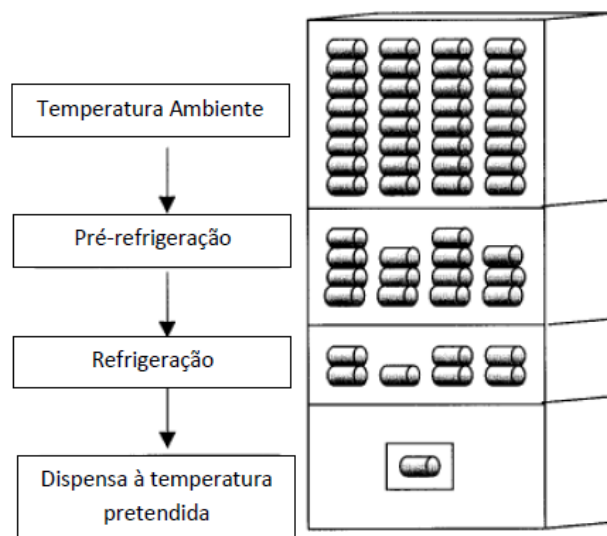 Temperatura Ambiente
Pré-refrigeração
Refrigeração
Dispensa à temperatura
pretendida